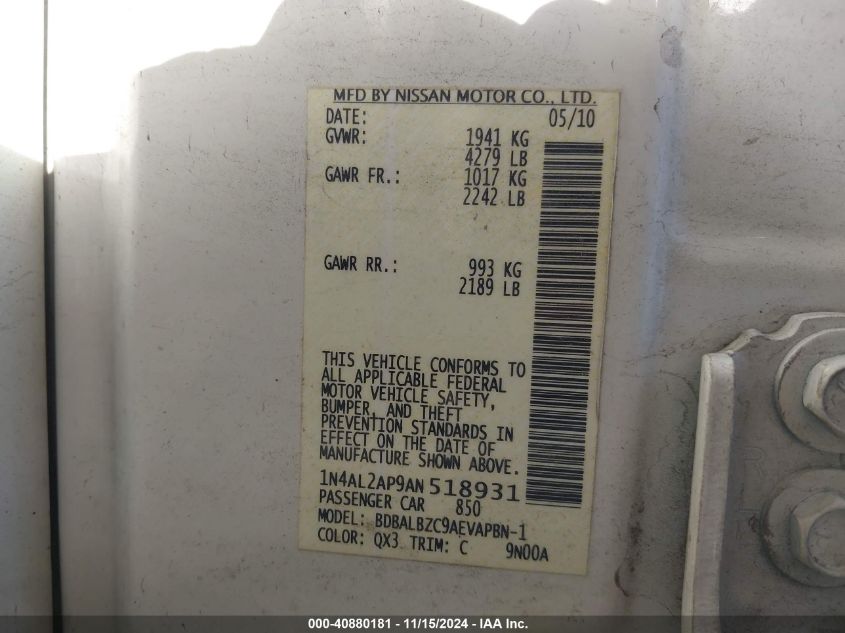 MFD BY NISSAN MOTOR CO., LTD.
DATE: 05/10
GVWR: 1941 KG
4279 LB
GAWR FR.: 1017 KG
2242 LB
GAWR RR.: 993 KG
2189 LB
THIS VEHICLE CONFORMS TO
ALL APPLICABLE FEDERAL
MOTOR VEHICLE SAFETY,
BUMPER, AND THEFT
PREVENTION STANDARDS IN
EFFECT ON THE DATE OF
MANUFACTURE SHOWN ABOVE.
1N4AL2AP9AN518931
PASSENGER CAR 850
MODEL: BDBALBZC9AEVAPBN-1
COLOR: QX3 TRIM: C 9N00A
000-40880181 - 11/15/2024 - IAA Inc.